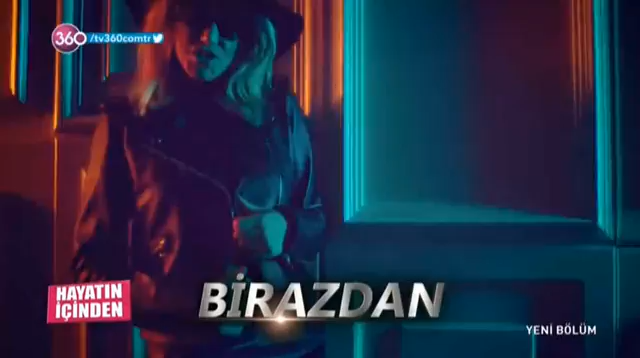 360 /tv360comtr
HAYATIN
İÇİNDEN
BİRAZDAN
YENİ BÖLÜM